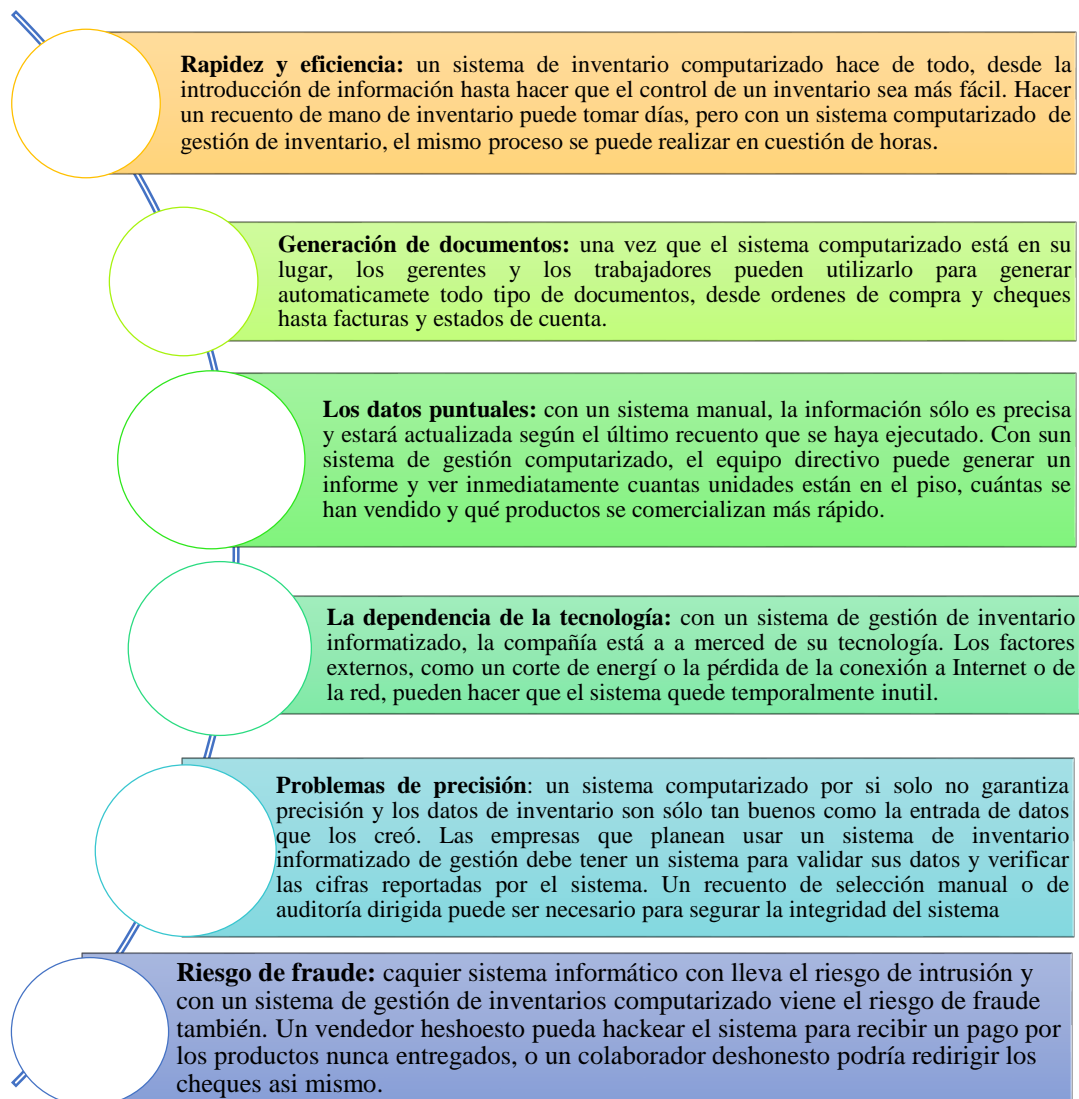 Rapidez y eficiencia: un sistema de inventario computarizado hace de todo, desde la
introducción de información hasta hacer que el control de un inventario sea más fácil. Hacer
un recuento de mano de inventario puede tomar días, pero con un sistema computarizado de
gestión de inventario, el mismo proceso se puede realizar en cuestión de horas.
Generación de documentos: una vez que el sistema computarizado está en su
lugar, los gerentes y los trabajadores pueden utilizarlo para generar
automaticamete todo tipo de documentos, desde ordenes de compra y cheques
hasta facturas y estados de cuenta.
Los datos puntuales: con un sistema manual, la información sólo es precisa
y estará actualizada según el último recuento que se haya ejecutado. Con sun
sistema de gestión computarizado, el equipo directivo puede generar un
informe y ver inmediatamente cuantas unidades están en el piso, cuántas se
han vendido y qué productos se comercializan más rápido.
La dependencia de la tecnología: con un sistema de gestión de inventario
informatizado, la compañía está a a merced de su tecnología. Los factores
externos, como un corte de energí o la pérdida de la conexión a Internet o de
la red, pueden hacer que el sistema quede temporalmente inutil.
Problemas de precisión: un sistema computarizado por si solo no garantiza
precisión y los datos de inventario son sólo tan buenos como la entrada de datos
que los creó. Las empresas que planean usar un sistema de inventario
informatizado de gestión debe tener un sistema para validar sus datos y verificar
las cifras reportadas por el sistema. Un recuento de selección manual o de
auditoría dirigida puede ser necesario para segurar la integridad del sistema
Riesgo de fraude: caquier sistema informático con lleva el riesgo de intrusión y
con un sistema de gestión de inventarios computarizado viene el riesgo de fraude
también. Un vendedor heshoesto pueda hackear el sistema para recibir un pago por
los productos nunca entregados, o un colaborador deshonesto podría redirigir los
cheques asi mismo.